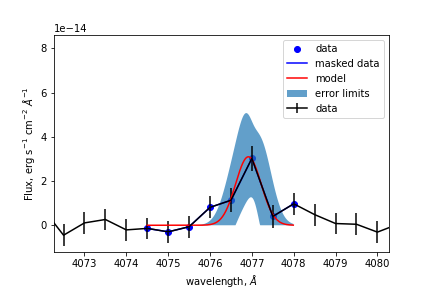 1e−14
8
6
4
2
0
Flux, erg s⁻¹ cm⁻² Å⁻¹
data
masked data
model
error limits
data
4073 4074 4075 4076 4077 4078 4079 4080
wavelength, Å